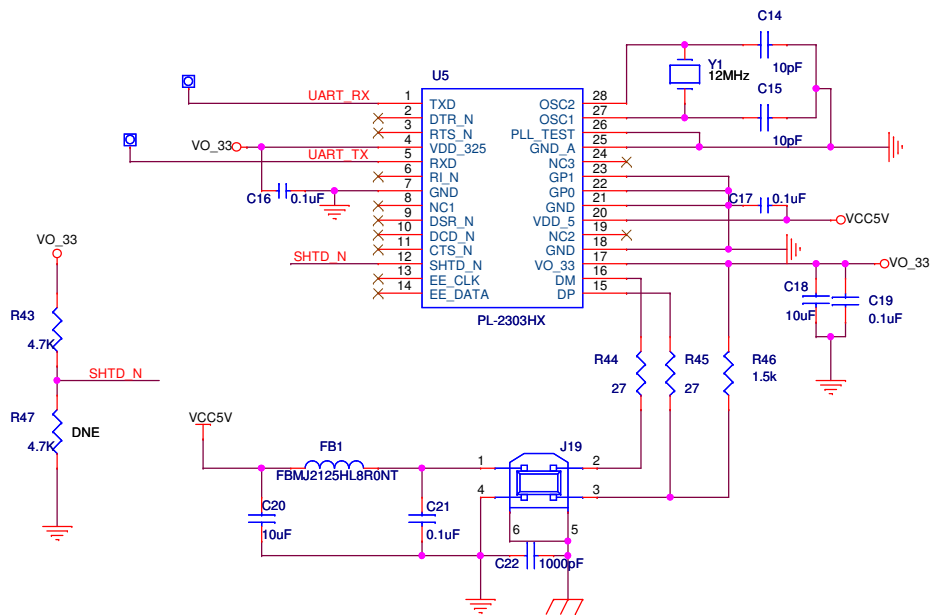 C14
10pF
Y1
12MHz
C15
10pF
U5
UART_RX
1
TXD
OSC2
28
2
DTR_N
OSC1
27
3
RTS_N
PLL_TEST
26
VO_33
4
VDD_325
GND_A
25
UART_TX
5
RXD
NC3
24
6
RI_N
GP1
23
C16
0.1uF
7
GND
GP0
22
8
NC1
GND
21
C17
0.1uF
9
DSR_N
VDD_5
20
VCC5V
10
DCD_N
NC2
19
11
CTS_N
GND
18
SHTD_N
12
SHTD_N
VO_33
17
VO_33
13
EE_CLK
DM
16
14
EE_DATA
DP
15
PL-2303HX
C18
10uF
C19
0.1uF
VO_33
R43
4.7K
SHTD_N
R47
4.7K
DNE
R44
27
R45
27
R46
1.5k
VCC5V
FB1
FBMJ2125HL8R0NT
J19
1
2
4
3
6
5
C20
10uF
C21
0.1uF
C22
1000pF